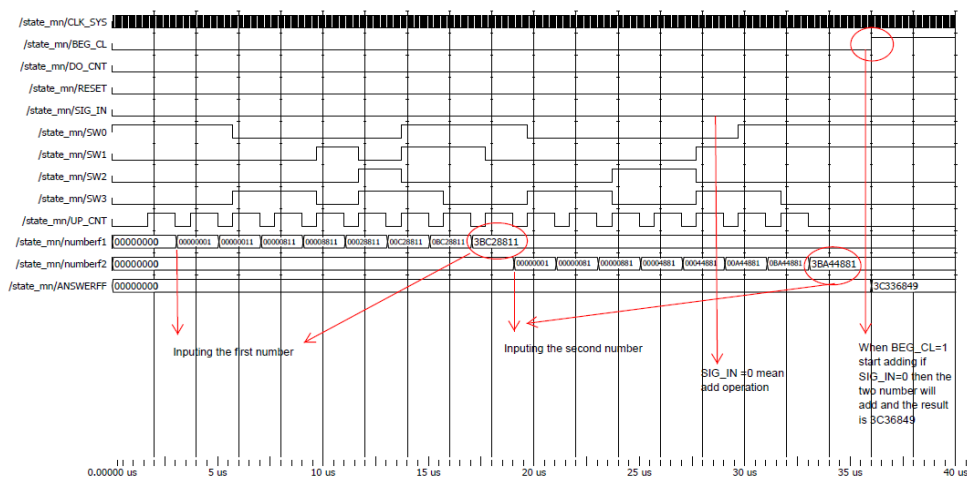 /state_mn/CLK_SYS
/state_mn/BEG_CL
/state_mn/DO_CNT
/state_mn/RESET
/state_mn/SIG_IN
/state_mn/SW0
/state_mn/SW1
/state_mn/SW2
/state_mn/SW3
/state_mn/UP_CNT
/state_mn/numberf1 00000000 00000001 00000011 00000811 00008811 00028811 00C28811 0BC28811 3BC28811
/state_mn/numberf2 00000000 00000001 00000081 00000881 00004881 00044881 00A44881 0BA44881 3BA44881
/state_mn/ANSWERFF 00000000 3C336849
Inputing the first number
Inputing the second number
SIG_IN =0 mean
add operation
When BEG_CL=1
start adding if
SIG_IN=0 then the
two number will
add and the result
is 3C36849
0.00000 us 5 us 10 us 15 us 20 us 25 us 30 us 35 us 40 us